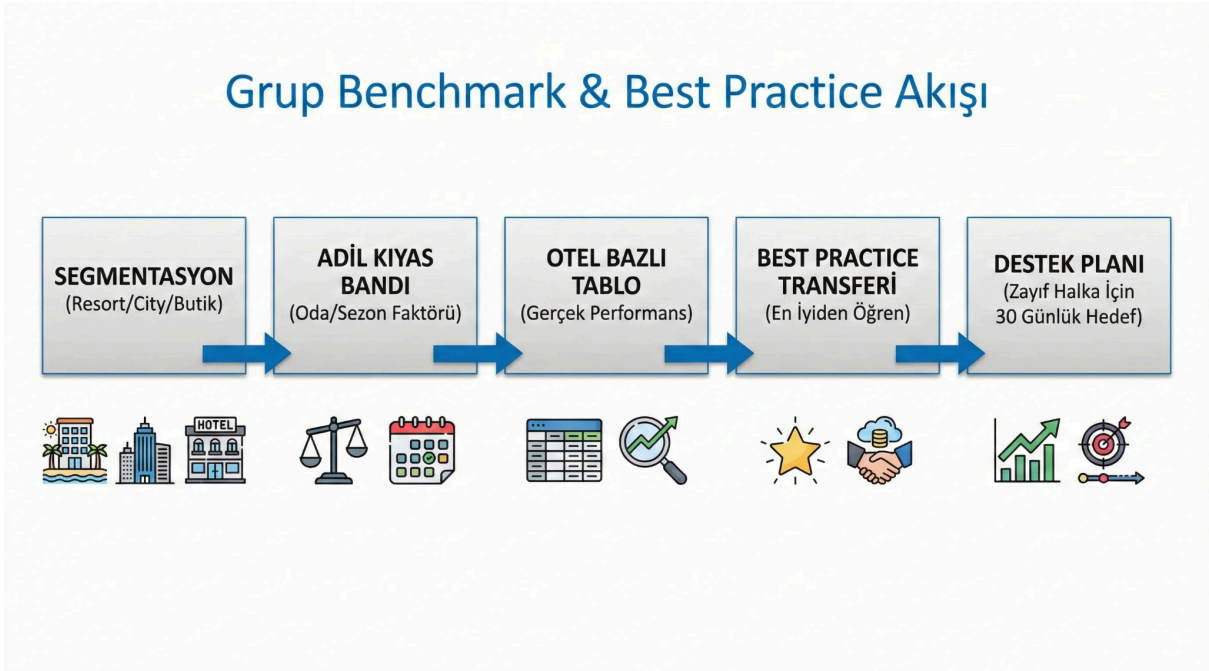 Grup Benchmark & Best Practice Akışı
SEGMENTASYON
(Resort/City/Butik)
ADİL KIYAS
BANDI
(Oda/Sezon Faktörü)
OTEL BAZLI
TABLO
(Gerçek Performans)
BEST PRACTICE
TRANSFERİ
(En İyiden Öğren)
DESTEK PLANI
(Zayıf Halka İçin
30 Günlük Hedef)
HOTEL